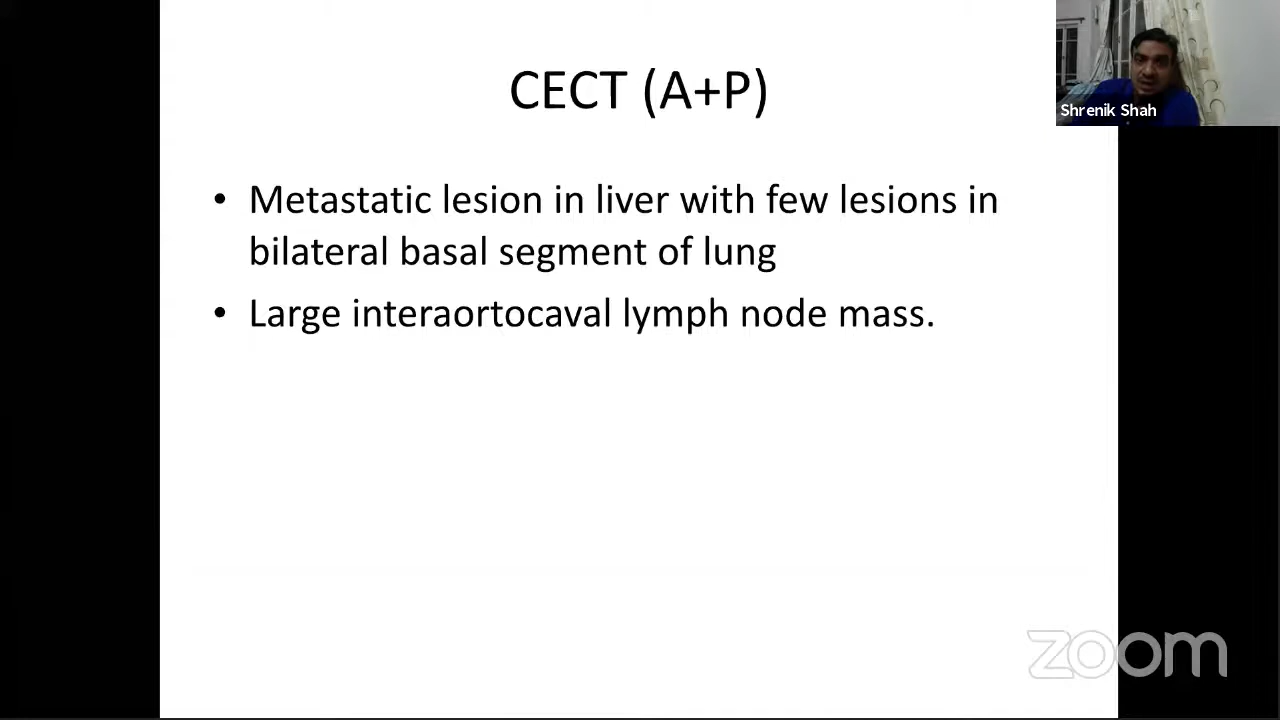 CECT (A+P)
Shrenik Shah
• Metastatic lesion in liver with few lesions in
bilateral basal segment of lung
• Large interaortocaval lymph node mass.
zoom